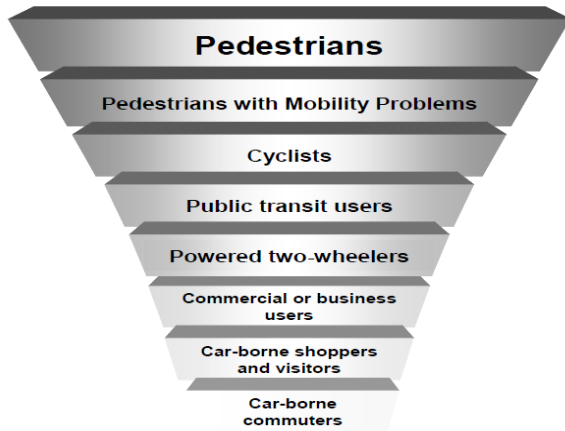 Pedestrians
Pedestrians with Mobility Problems
Cyclists
Public transit users
Powered two-wheelers
Commercial or business
users
Car-borne shoppers
and visitors
Car-borne
commuters